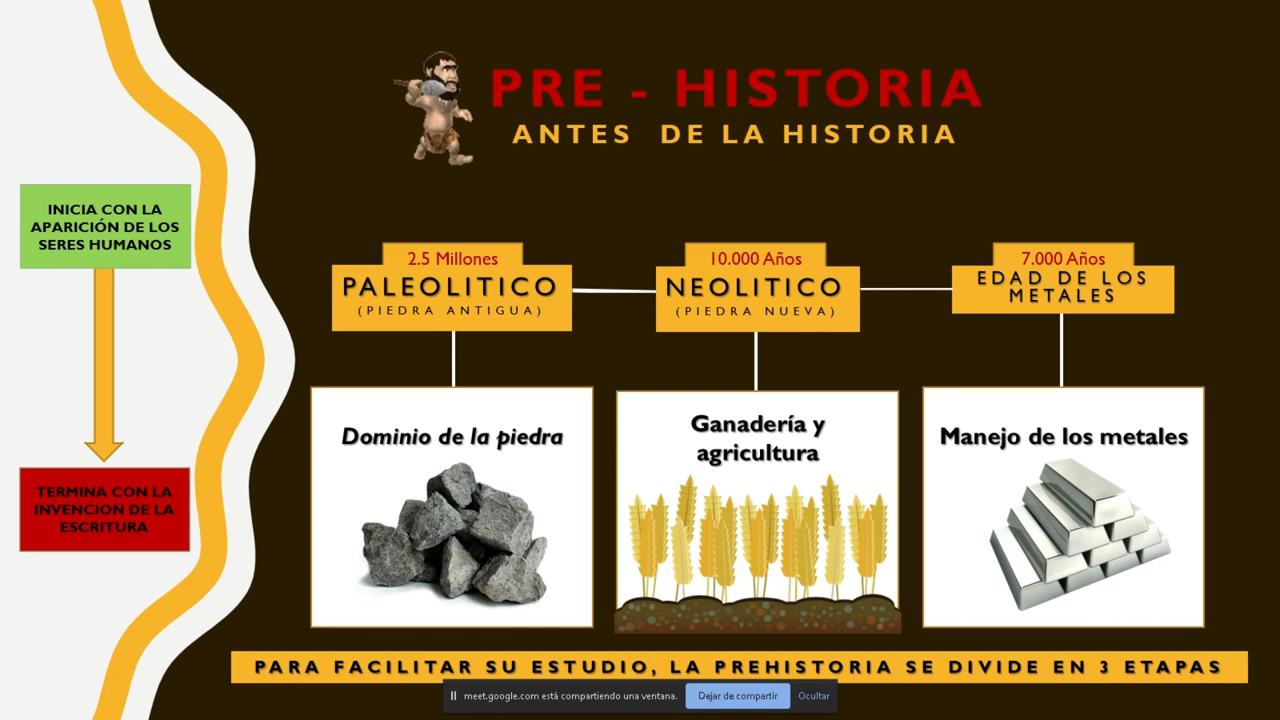 PRE - HISTORIA
ANTES DE LA HISTORIA
INICIA CON LA
APARICIÓN DE LOS
SERES HUMANOS
TERMINA CON LA
INVENCION DE LA
ESCRITURA
2.5 Millones
PALEOLITICO
(PIEDRA ANTIGUA)
Dominio de la piedra
10.000 Años
NEOLITICO
(PIEDRA NUEVA)
Ganadería y
agricultura
7.000 Años
EDAD DE LOS
METALES
Manejo de los metales
PARA FACILITAR SU ESTUDIO, LA PREHISTORIA SE DIVIDE EN 3 ETAPAS
meet.google.com está compartiendo una ventana. Dejar de compartir Ocultar